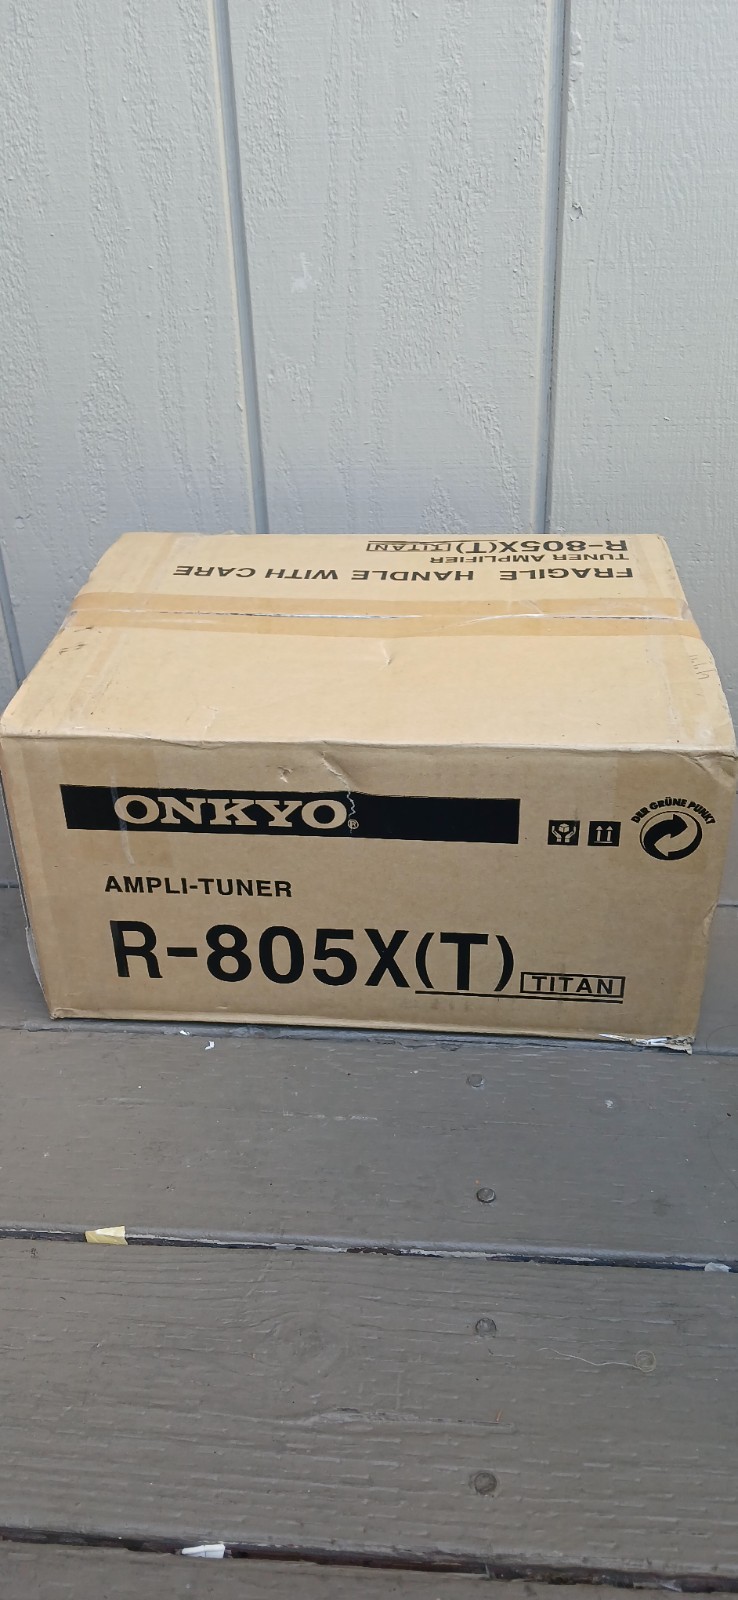 R-805X(T) TITAN
TUNER AMPLIFIER
FRAGILE HANDLE WITH CARE
ONKYO®
DER GRÜNE PUNKT
AMPLI-TUNER
R-805X(T) TITAN